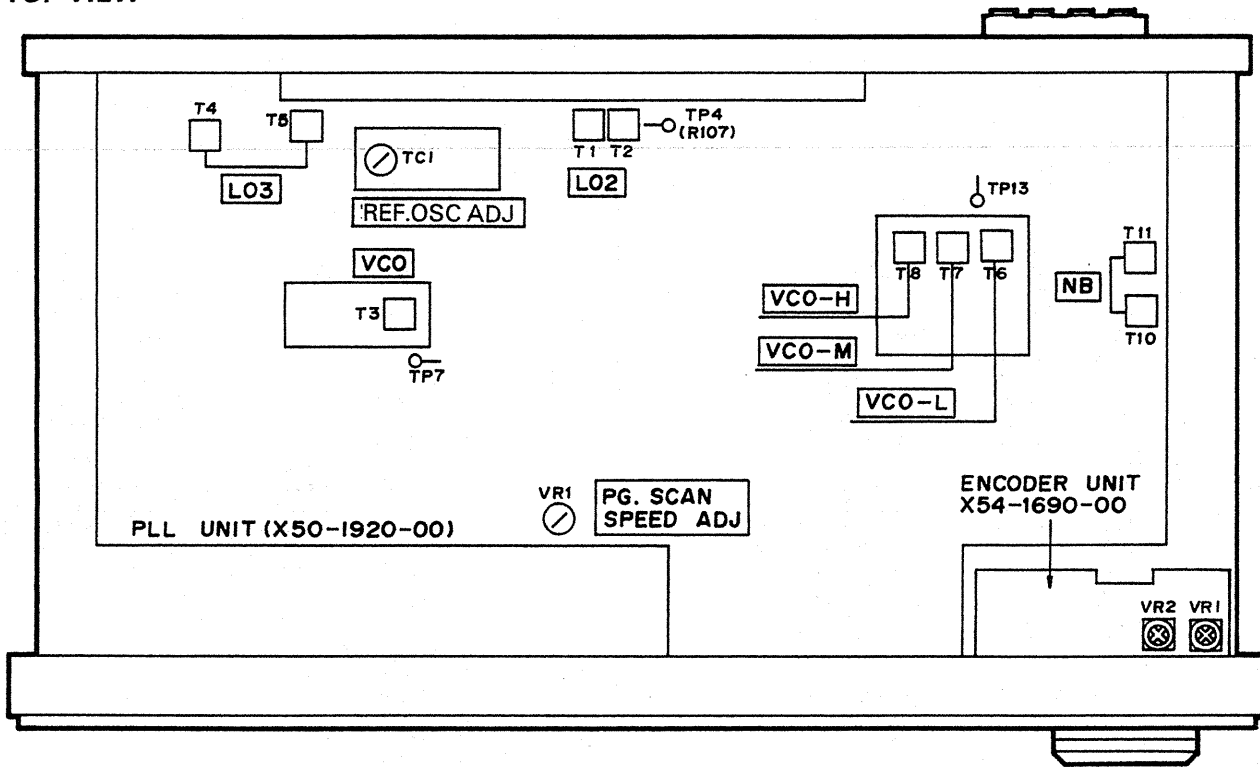 TOP VIEW
T4
T5
TC1
T1 T2
TP4
(R107)
LO3
LO2
REF.OSC ADJ
TP13
VCO
T3
TP7
T8 T7 T6
T11
NB
T10
VCO-H
VCO-M
VCO-L
VR1
PG. SCAN
SPEED ADJ
PLL UNIT (X50-1920-00)
ENCODER UNIT
X54-1690-00
VR2 VR1